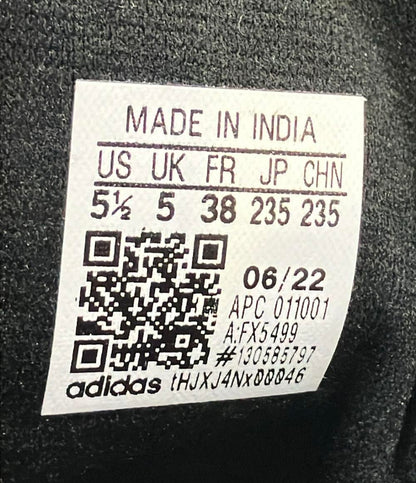 MADE IN INDIA
US UK FR JP CHN
5½ 5 38 235 235
06/22
APC 011001
A:FX5499
#130585797
adidas tHJXJ4Nx00046